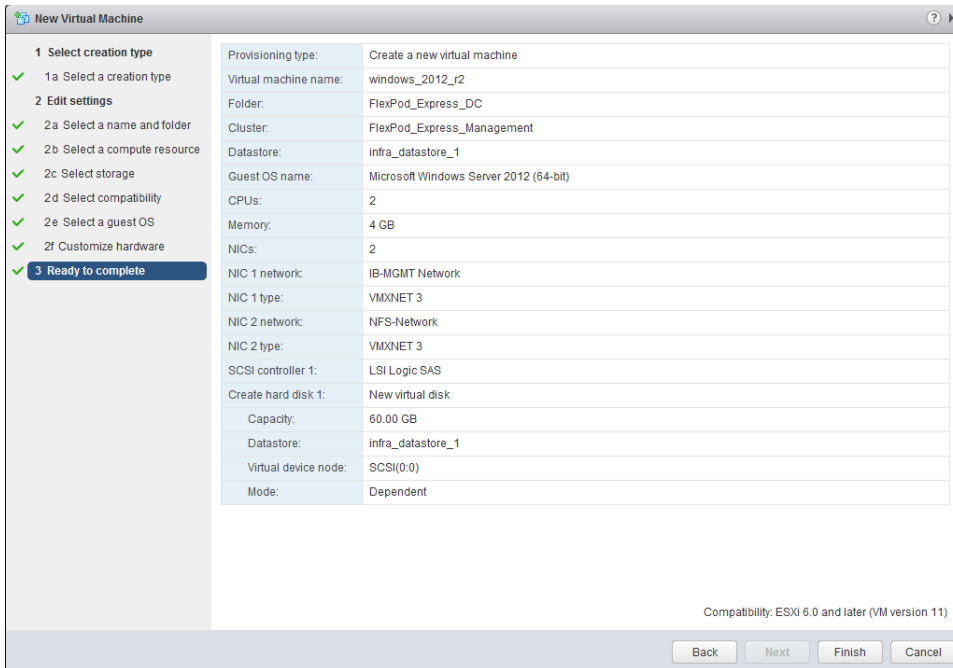 New Virtual Machine
?
1 Select creation type
1a Select a creation type
2 Edit settings
2a Select a name and folder
2b Select a compute resource
2c Select storage
2d Select compatibility
2e Select a guest OS
2f Customize hardware
3 Ready to complete
Provisioning type: Create a new virtual machine
Virtual machine name: windows_2012_r2
Folder: FlexPod_Express_DC
Cluster: FlexPod_Express_Management
Datastore: infra_datastore_1
Guest OS name: Microsoft Windows Server 2012 (64-bit)
CPUs: 2
Memory: 4 GB
NICs: 2
NIC 1 network: IB-MGMT Network
NIC 1 type: VMXNET 3
NIC 2 network: NFS-Network
NIC 2 type: VMXNET 3
SCSI controller 1: LSI Logic SAS
Create hard disk 1: New virtual disk
Capacity: 60.00 GB
Datastore: infra_datastore_1
Virtual device node: SCSI(0:0)
Mode: Dependent
Compatibility: ESXi 6.0 and later (VM version 11)
Back Next Finish Cancel